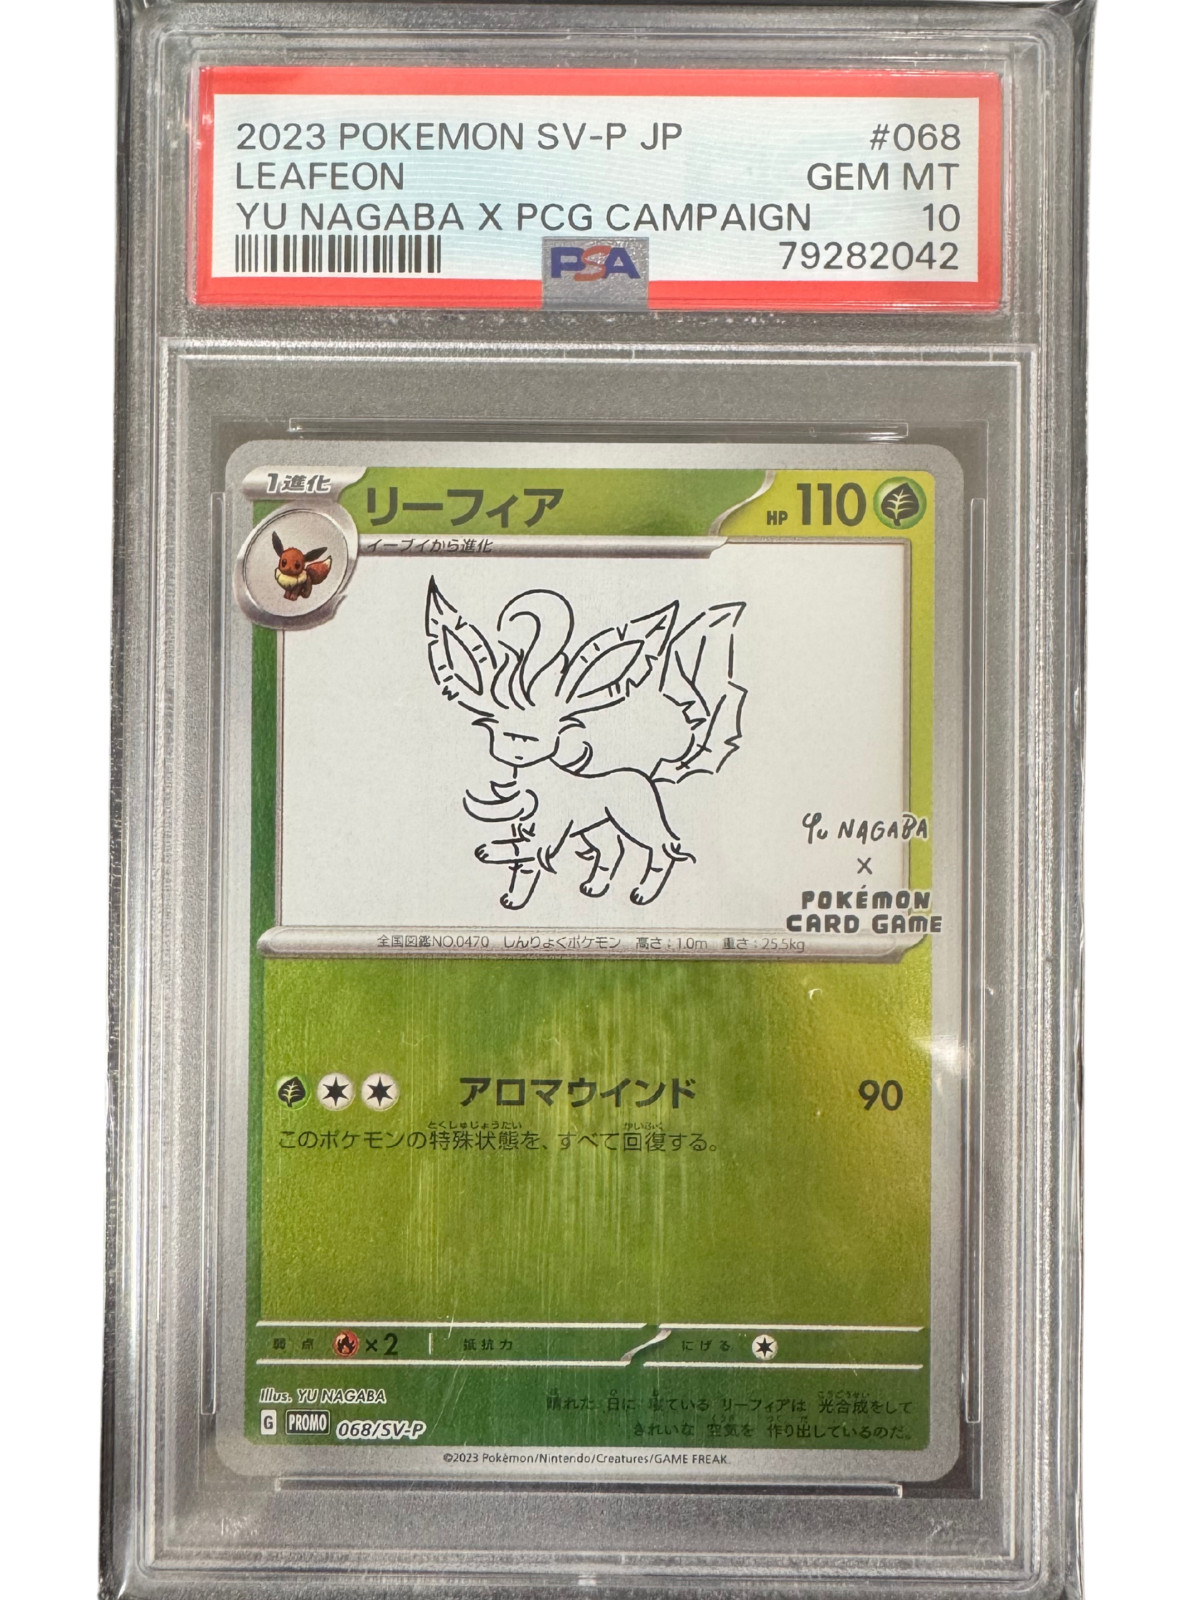 2023 POKEMON SV-P JP #068
LEAFEON GEM MT
YU NAGABA X PCG CAMPAIGN 10
PSA 79282042
1進化
リーフィア HP 110
イーブイから進化
Yu NAGABA
X
POKÉMON
CARD GAME
全国図鑑NO.0470 しんりょくポケモン 高さ:1.0m 重さ:25.5kg
アロマウインド 90
このポケモンの特殊状態を、すべて回復する。
弱点 ×2 抵抗力 にげる
Illus. YU NAGABA
晴れた 日に 寝ている リーフィアは 光合成をして
きれいな 空気を 作り出しているのだ。
G PROMO 068/SV-P
©2023 Pokémon/Nintendo/Creatures/GAME FREAK.